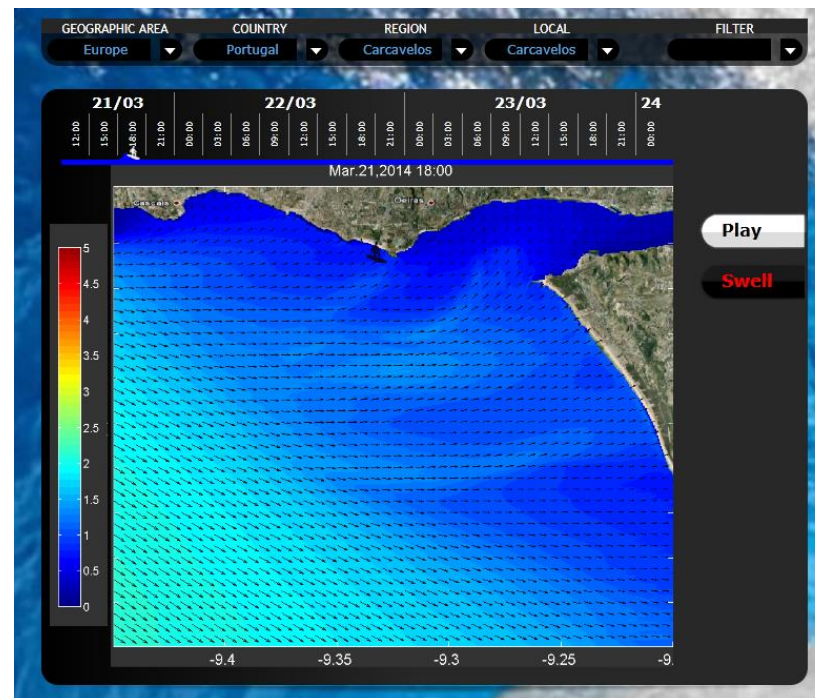 GEOGRAPHIC AREA COUNTRY REGION LOCAL FILTER
Europe Portugal Carcavelos Carcavelos
21/03 22/03 23/03 24
12:00 15:00 18:00 21:00 00:00 03:00 06:00 09:00 12:00 15:00 18:00 21:00 00:00 03:00 06:00 09:00 12:00 15:00 18:00 21:00 00:00
Mar.21,2014 18:00
Cascais Oeiras
Play
Swell
5
4.5
4
3.5
3
2.5
2
1.5
1
0.5
0
-9.4 -9.35 -9.3 -9.25 -9.